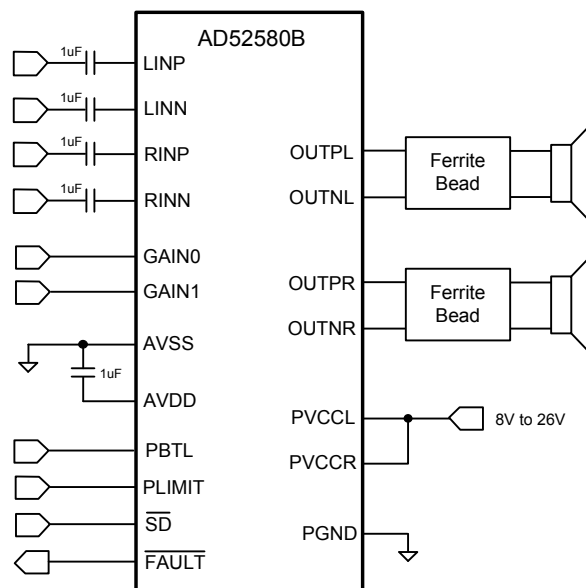 AD52580B
1uF
LINP
1uF
LINN
1uF
RINP
1uF
RINN
GAIN0
GAIN1
AVSS
1uF
AVDD
PBTL
PLIMIT
SD
FAULT
OUTPL
OUTNL
Ferrite
Bead
OUTPR
OUTNR
Ferrite
Bead
PVCCL
PVCCR
8V to 26V
PGND